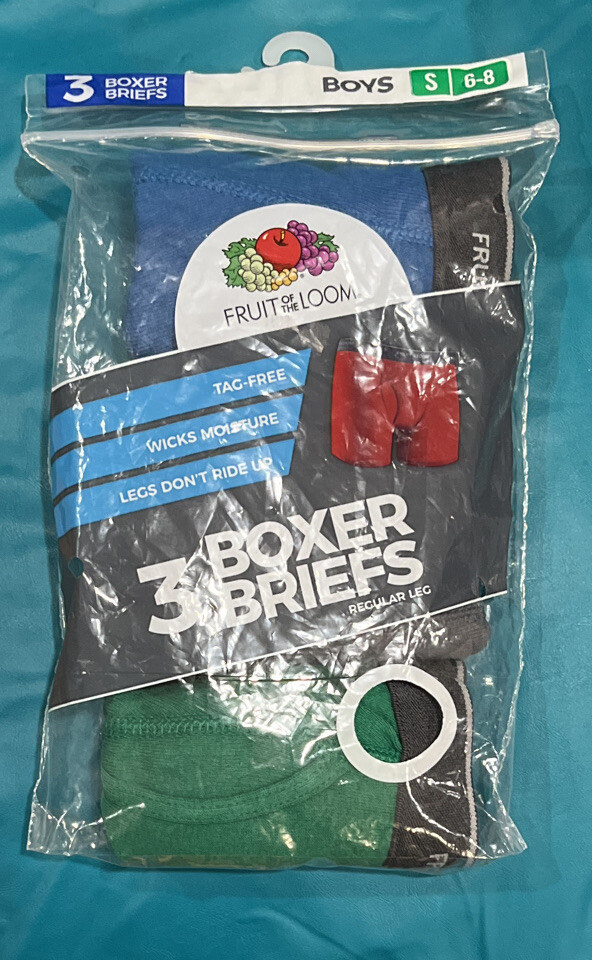 3 BOXER BRIEFS
BOYS S 6-8
FRUIT OF THE LOOM
TAG-FREE
WICKS MOISTURE
LEGS DON'T RIDE UP
3 BOXER
BRIEFS
REGULAR LEG